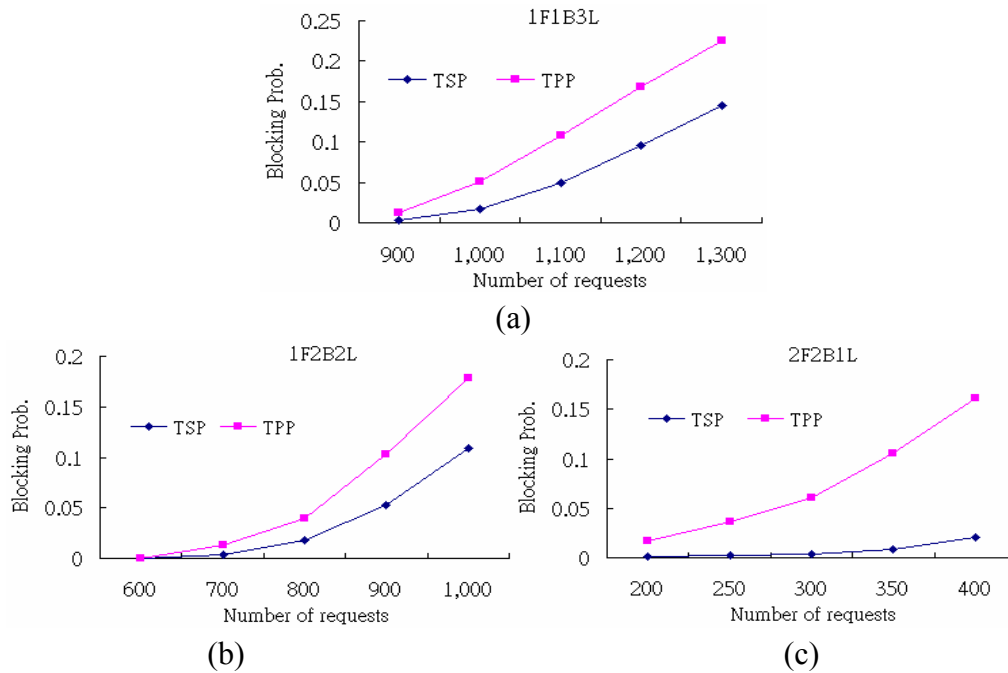 1F1B3L
0.25
0.2
0.15
0.1
0.05
0
Blocking Prob.
TSP
TPP
900 1,000 1,100 1,200 1,300
Number of requests
(a)
1F2B2L
0.2
0.15
0.1
0.05
0
Blocking Prob.
TSP
TPP
600 700 800 900 1,000
Number of requests
(b)
2F2B1L
0.2
0.15
0.1
0.05
0
Blocking Prob.
TSP
TPP
200 250 300 350 400
Number of requests
(c)